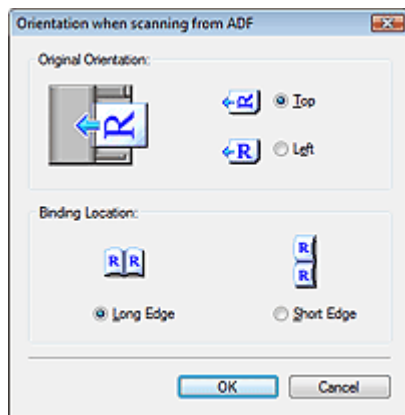 Orientation when scanning from ADF
Original Orientation:
R
R
Top
R
Left
Binding Location:
R R
R
R
Long Edge
Short Edge
OK
Cancel